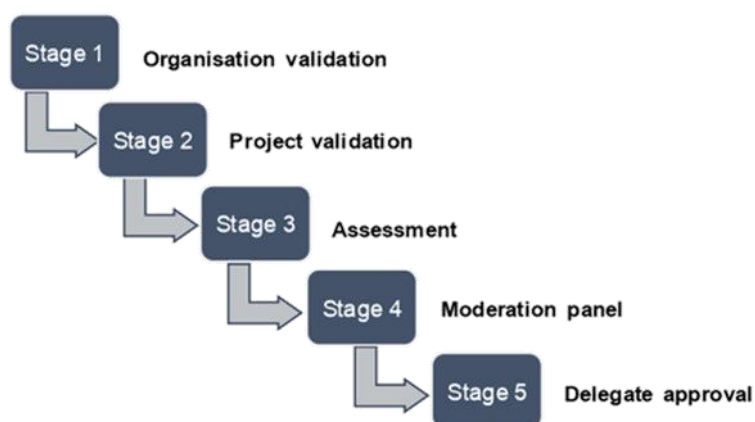 Stage 1
Organisation validation
Stage 2
Project validation
Stage 3
Assessment
Stage 4
Moderation panel
Stage 5
Delegate approval